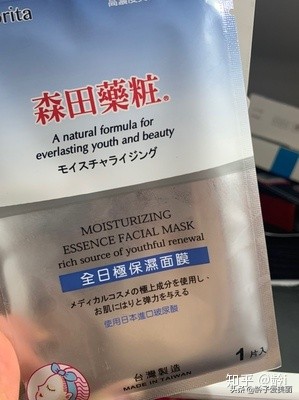 rita
森田藥粧®
A natural formula for
everlasting youth and beauty
モイスチャライジング
MOISTURIZING
ESSENCE FACIAL MASK
rich source of youthful renewal
全日極保濕面膜
メディカルコスメの極上成分を使用し、
お肌にはりと弾力を与える
使用日本進口玻尿酸
台灣製造
MADE IN TAIWAN
1片入